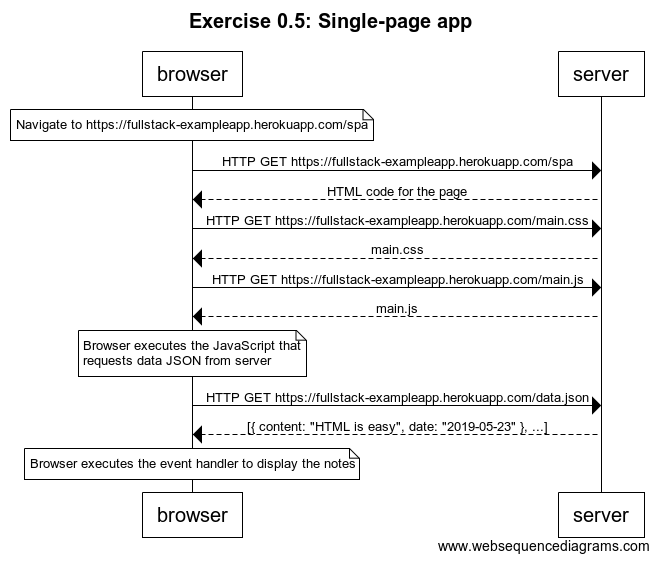 Exercise 0.5: Single-page app
browser
server
Navigate to https://fullstack-exampleapp.herokuapp.com/spa
HTTP GET https://fullstack-exampleapp.herokuapp.com/spa
HTML code for the page
HTTP GET https://fullstack-exampleapp.herokuapp.com/main.css
main.css
HTTP GET https://fullstack-exampleapp.herokuapp.com/main.js
main.js
Browser executes the JavaScript that
requests data JSON from server
HTTP GET https://fullstack-exampleapp.herokuapp.com/data.json
[{ content: "HTML is easy", date: "2019-05-23" }, ...]
Browser executes the event handler to display the notes
browser
server
www.websequencediagrams.com